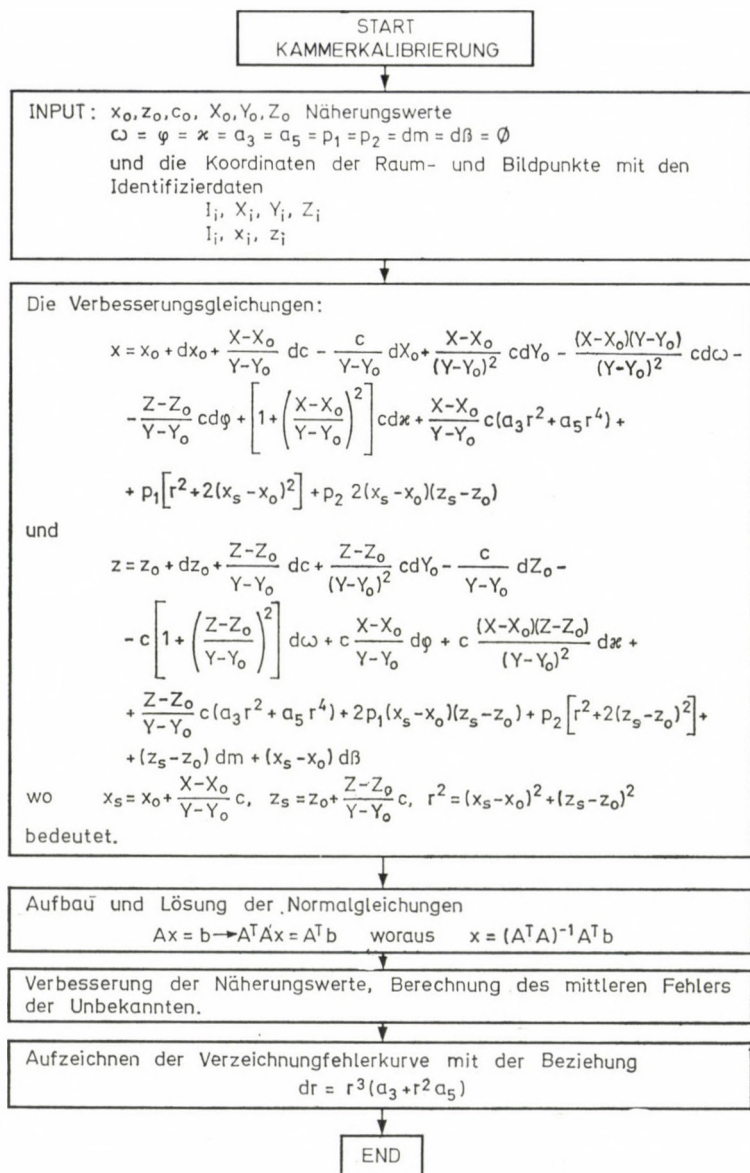 START
KAMMERKALIBRIERUNG
INPUT: x₀, z₀, c₀, X₀, Y₀, Z₀ Näherungswerte
ω = φ = ϰ = a₃ = a₅ = p₁ = p₂ = dm = dß = Ø
und die Koordinaten der Raum- und Bildpunkte mit den
Identifizierdaten
Iᵢ, Xᵢ, Yᵢ, Zᵢ
Iᵢ, xᵢ, zᵢ
Die Verbesserungsgleichungen:
x = x₀ + dx₀ + (X-X₀)/(Y-Y₀) dc - c/(Y-Y₀) dX₀ + (X-X₀)/(Y-Y₀)² cdY₀ - (X-X₀)(Y-Y₀)/(Y-Y₀)² cdω -
- (Z-Z₀)/(Y-Y₀) cdφ + [1 + ((X-X₀)/(Y-Y₀))²] cdϰ + (X-X₀)/(Y-Y₀) c(a₃r² + a₅r⁴) +
+ p₁[r² + 2(xₛ - x₀)²] + p₂ 2(xₛ - x₀)(zₛ - z₀)
und
z = z₀ + dz₀ + (Z-Z₀)/(Y-Y₀) dc + (Z-Z₀)/(Y-Y₀)² cdY₀ - c/(Y-Y₀) dZ₀ -
- c[1 + ((Z-Z₀)/(Y-Y₀))²] dω + c (X-X₀)/(Y-Y₀) dφ + c (X-X₀)(Z-Z₀)/(Y-Y₀)² dϰ +
+ (Z-Z₀)/(Y-Y₀) c(a₃r² + a₅r⁴) + 2p₁(xₛ - x₀)(zₛ - z₀) + p₂[r² + 2(zₛ - z₀)²] +
+ (zₛ - z₀) dm + (xₛ - x₀) dß
wo xₛ = x₀ + (X-X₀)/(Y-Y₀) c, zₛ = z₀ + (Z-Z₀)/(Y-Y₀) c, r² = (xₛ - x₀)² + (zₛ - z₀)²
bedeutet.
Aufbau und Lösung der Normalgleichungen
Ax = b → AᵀAx = Aᵀb woraus x = (AᵀA)⁻¹Aᵀb
Verbesserung der Näherungswerte, Berechnung des mittleren Fehlers
der Unbekannten.
Aufzeichnen der Verzeichnungfehlerkurve mit der Beziehung
dr = r³(a₃ + r²a₅)
END